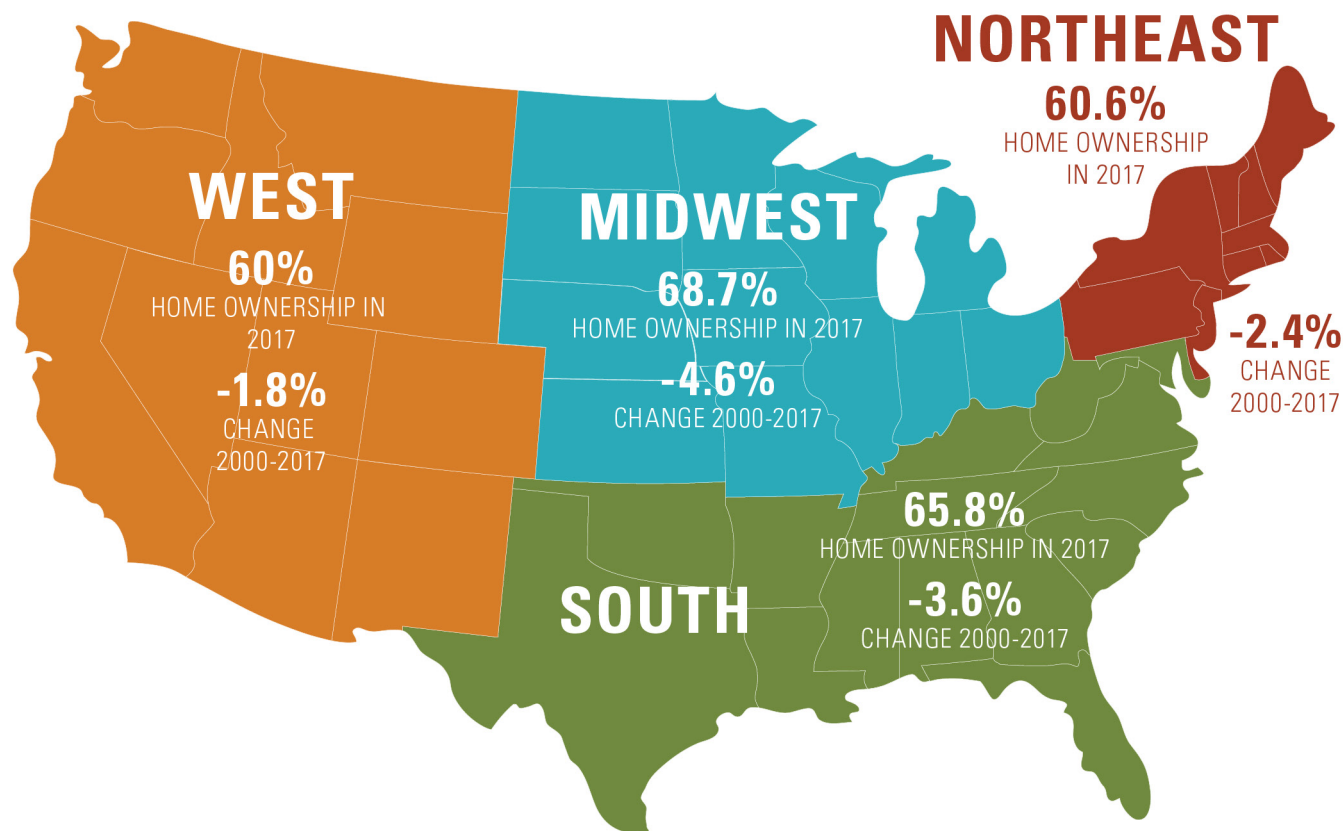 NORTHEAST
60.6%
HOME OWNERSHIP
IN 2017
-2.4%
CHANGE
2000-2017
WEST
60%
HOME OWNERSHIP IN
2017
-1.8%
CHANGE
2000-2017
MIDWEST
68.7%
HOME OWNERSHIP IN 2017
-4.6%
CHANGE 2000-2017
SOUTH
65.8%
HOME OWNERSHIP IN 2017
-3.6%
CHANGE 2000-2017